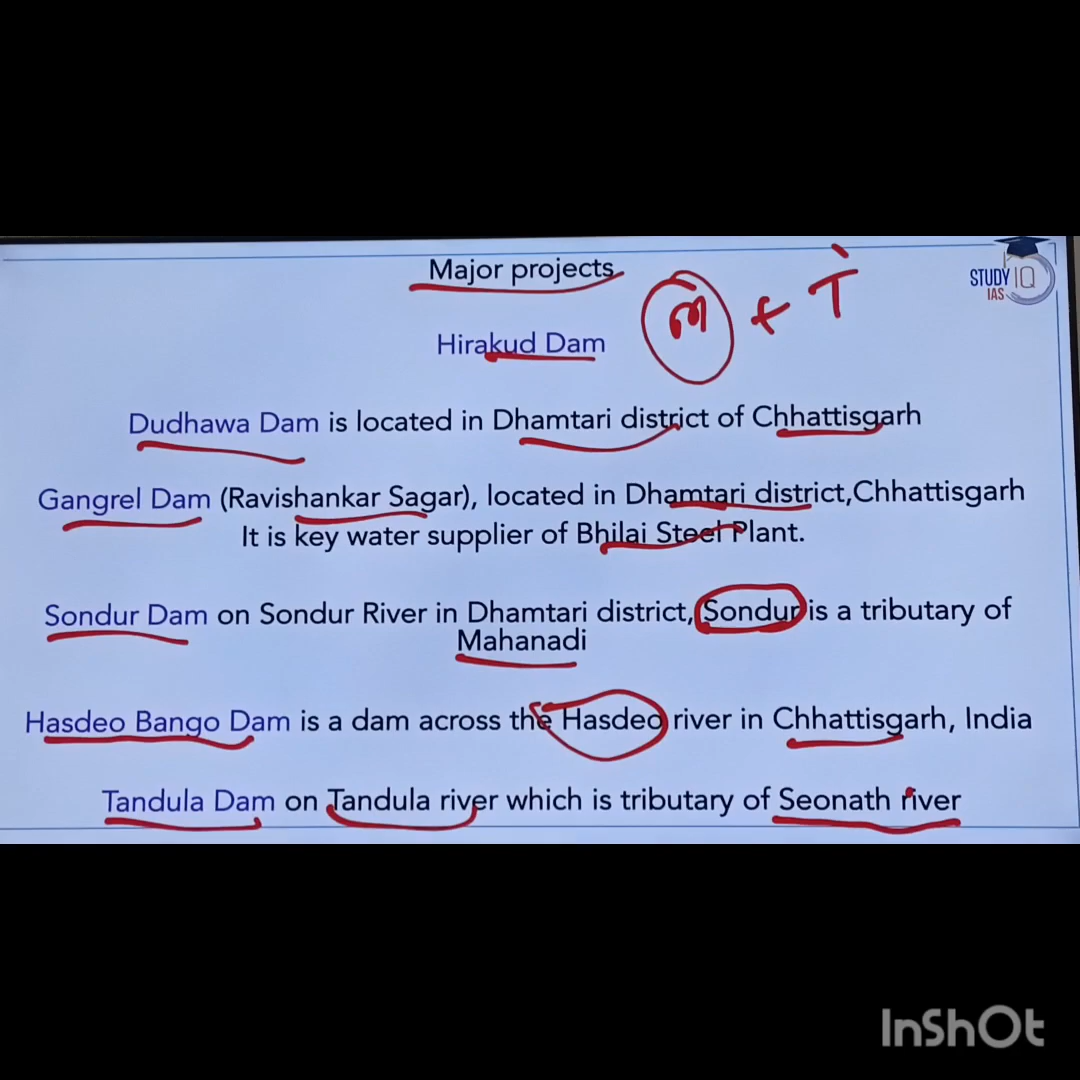 Major projects
STUDY IQ
IAS
Hirakud Dam
Dudhawa Dam is located in Dhamtari district of Chhattisgarh
Gangrel Dam (Ravishankar Sagar), located in Dhamtari district,Chhattisgarh
It is key water supplier of Bhilai Steel Plant.
Sondur Dam on Sondur River in Dhamtari district, Sondur is a tributary of
Mahanadi
Hasdeo Bango Dam is a dam across the Hasdeo river in Chhattisgarh, India
Tandula Dam on Tandula river which is tributary of Seonath river
InShOt